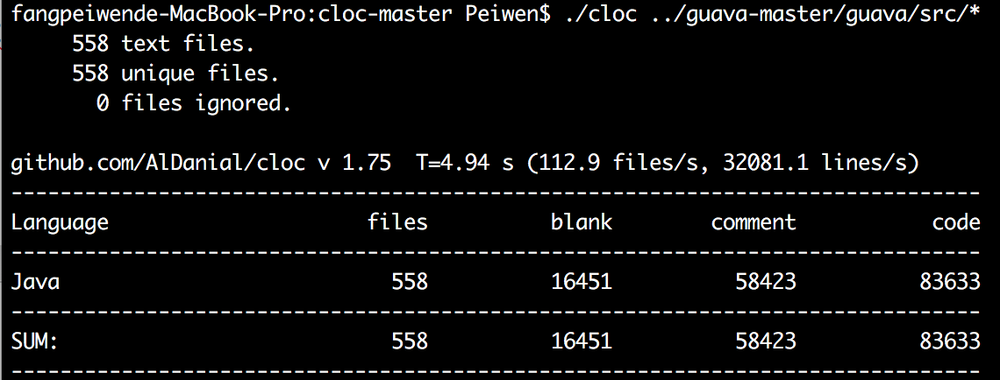 fangpeiwende-MacBook-Pro:cloc-master Peiwen$ ./cloc ../guava-master/guava/src/*
     558 text files.
     558 unique files.
       0 files ignored.

github.com/AlDanial/cloc v 1.75  T=4.94 s (112.9 files/s, 32081.1 lines/s)
--------------------------------------------------------------------------------
Language                     files          blank        comment           code
--------------------------------------------------------------------------------
Java                           558          16451          58423          83633
--------------------------------------------------------------------------------
SUM:                           558          16451          58423          83633
--------------------------------------------------------------------------------